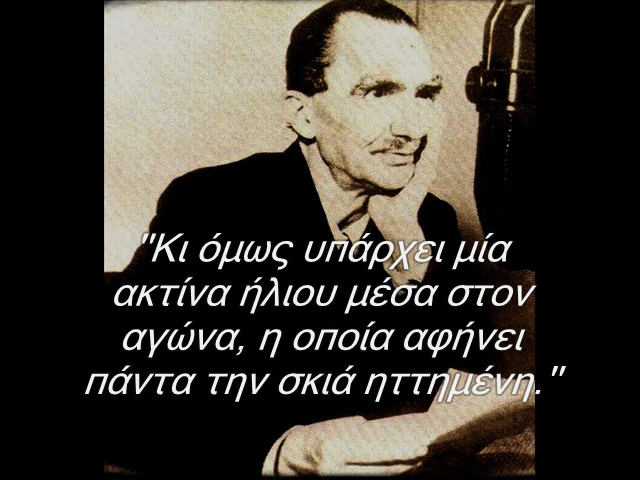 "Κι όμως υπάρχει μία
ακτίνα ήλιου μέσα στον
αγώνα, η οποία αφήνει
πάντα την σκιά ηττημένη."